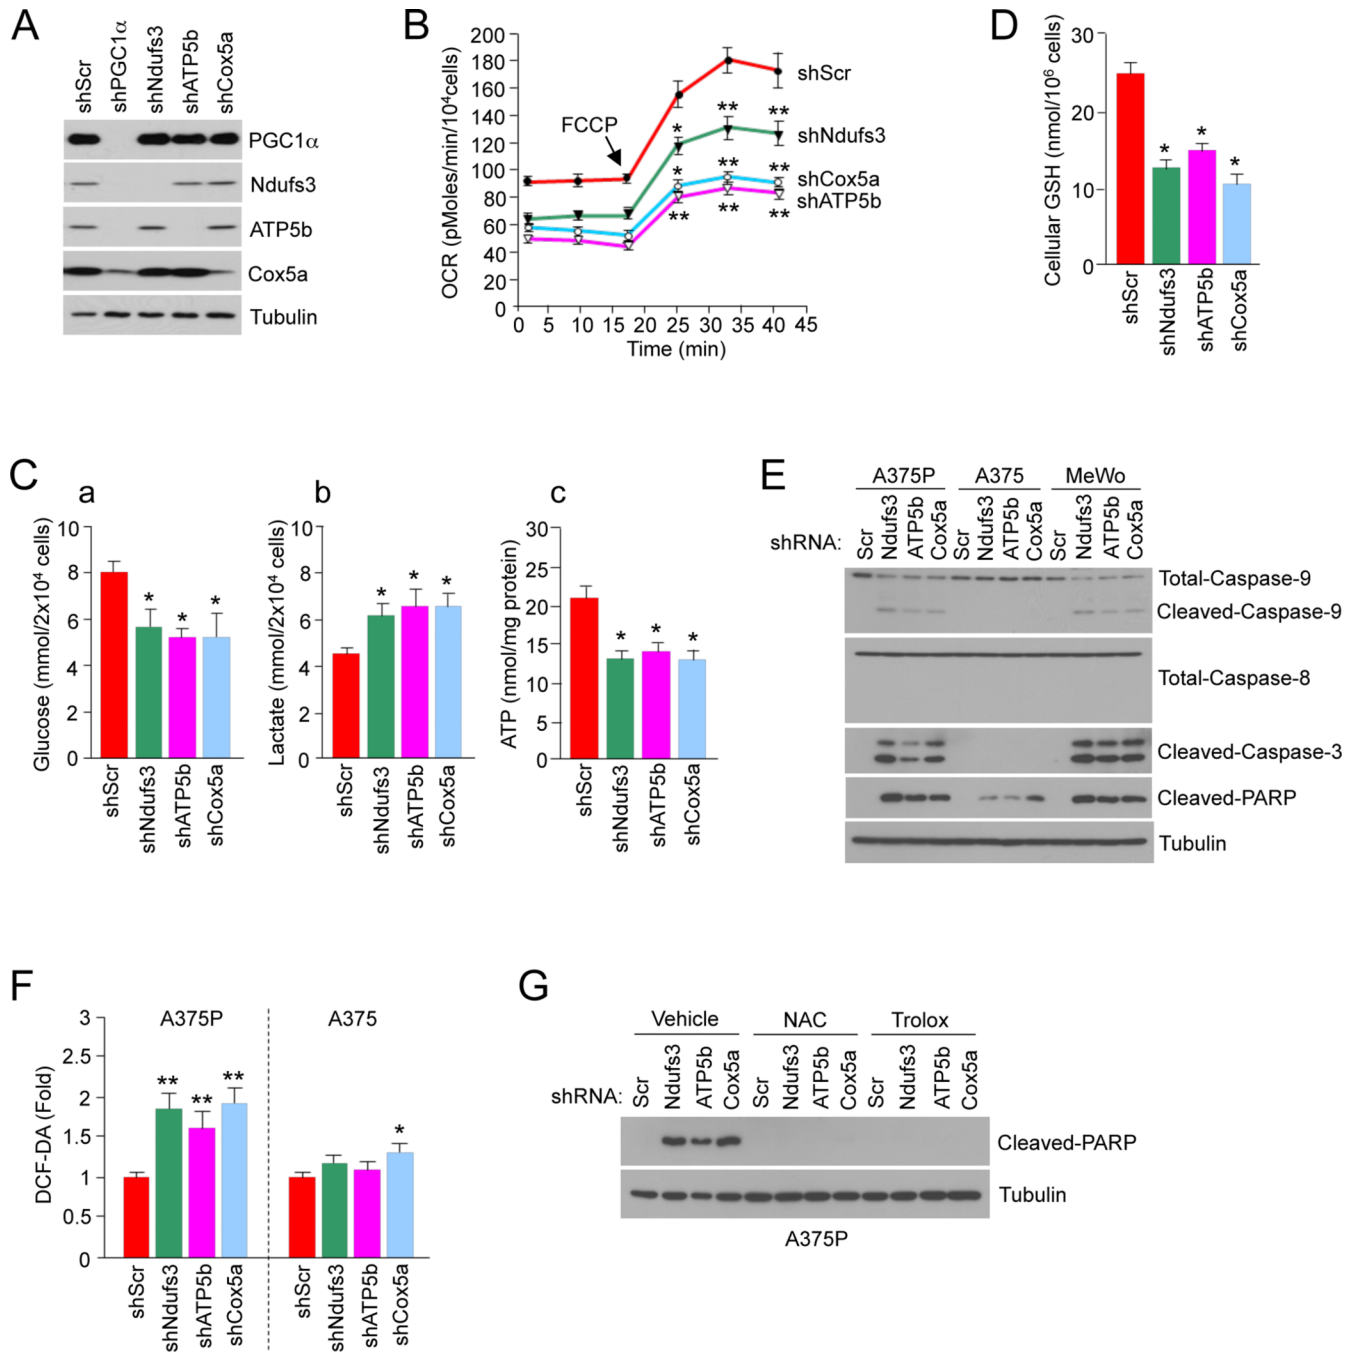 A
shScr
shPGC1α
shNdufs3
shATP5b
shCox5a
PGC1α
Ndufs3
ATP5b
Cox5a
Tubulin
B
OCR (pMoles/min/10⁴cells)
200
180
160
140
120
100
80
60
40
20
0
FCCP
shScr
* ** **
shNdufs3
* ** **
shCox5a
shATP5b
** ** **
0 5 10 15 20 25 30 35 40 45
Time (min)
D
Cellular GSH (nmol/10⁶ cells)
30
20
10
0
* * *
shScr
shNdufs3
shATP5b
shCox5a
C
a
Glucose (mmol/2x10⁴ cells)
10
8
6
4
2
0
* * *
shScr
shNdufs3
shATP5b
shCox5a
b
Lactate (mmol/2x10⁴ cells)
10
8
6
4
2
0
* * *
shScr
shNdufs3
shATP5b
shCox5a
c
ATP (nmol/mg protein)
30
25
20
15
10
5
0
* * *
shScr
shNdufs3
shATP5b
shCox5a
E
A375P A375 MeWo
shRNA: Scr Ndufs3 ATP5b Cox5a Scr Ndufs3 ATP5b Cox5a Scr Ndufs3 ATP5b Cox5a
Total-Caspase-9
Cleaved-Caspase-9
Total-Caspase-8
Cleaved-Caspase-3
Cleaved-PARP
Tubulin
F
DCF-DA (Fold)
3
2.5
2
1.5
1
0.5
0
A375P A375
** ** ** *
shScr
shNdufs3
shATP5b
shCox5a
shScr
shNdufs3
shATP5b
shCox5a
G
Vehicle NAC Trolox
shRNA: Scr Ndufs3 ATP5b Cox5a Scr Ndufs3 ATP5b Cox5a Scr Ndufs3 ATP5b Cox5a
Cleaved-PARP
Tubulin
A375P